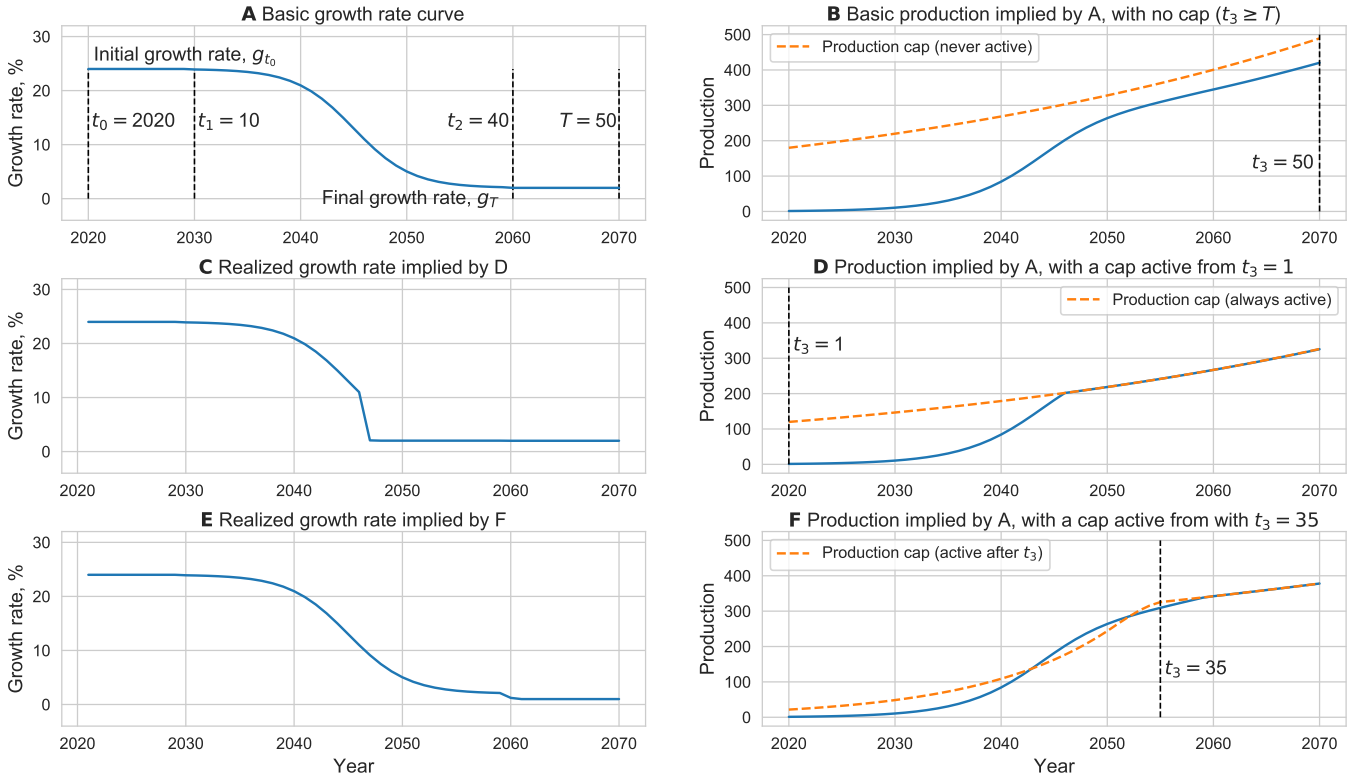 A Basic growth rate curve
Growth rate, %
30
20
10
0
Initial growth rate, g_{t_0}
t_0 = 2020
t_1 = 10
t_2 = 40
T = 50
Final growth rate, g_T
2020 2030 2040 2050 2060 2070
B Basic production implied by A, with no cap (t_3 ≥ T)
Production
500
400
300
200
100
0
Production cap (never active)
t_3 = 50
2020 2030 2040 2050 2060 2070
C Realized growth rate implied by D
Growth rate, %
30
20
10
0
2020 2030 2040 2050 2060 2070
D Production implied by A, with a cap active from t_3 = 1
Production
500
400
300
200
100
0
Production cap (always active)
t_3 = 1
2020 2030 2040 2050 2060 2070
E Realized growth rate implied by F
Growth rate, %
30
20
10
0
2020 2030 2040 2050 2060 2070
Year
F Production implied by A, with a cap active from with t_3 = 35
Production
500
400
300
200
100
0
Production cap (active after t_3)
t_3 = 35
2020 2030 2040 2050 2060 2070
Year